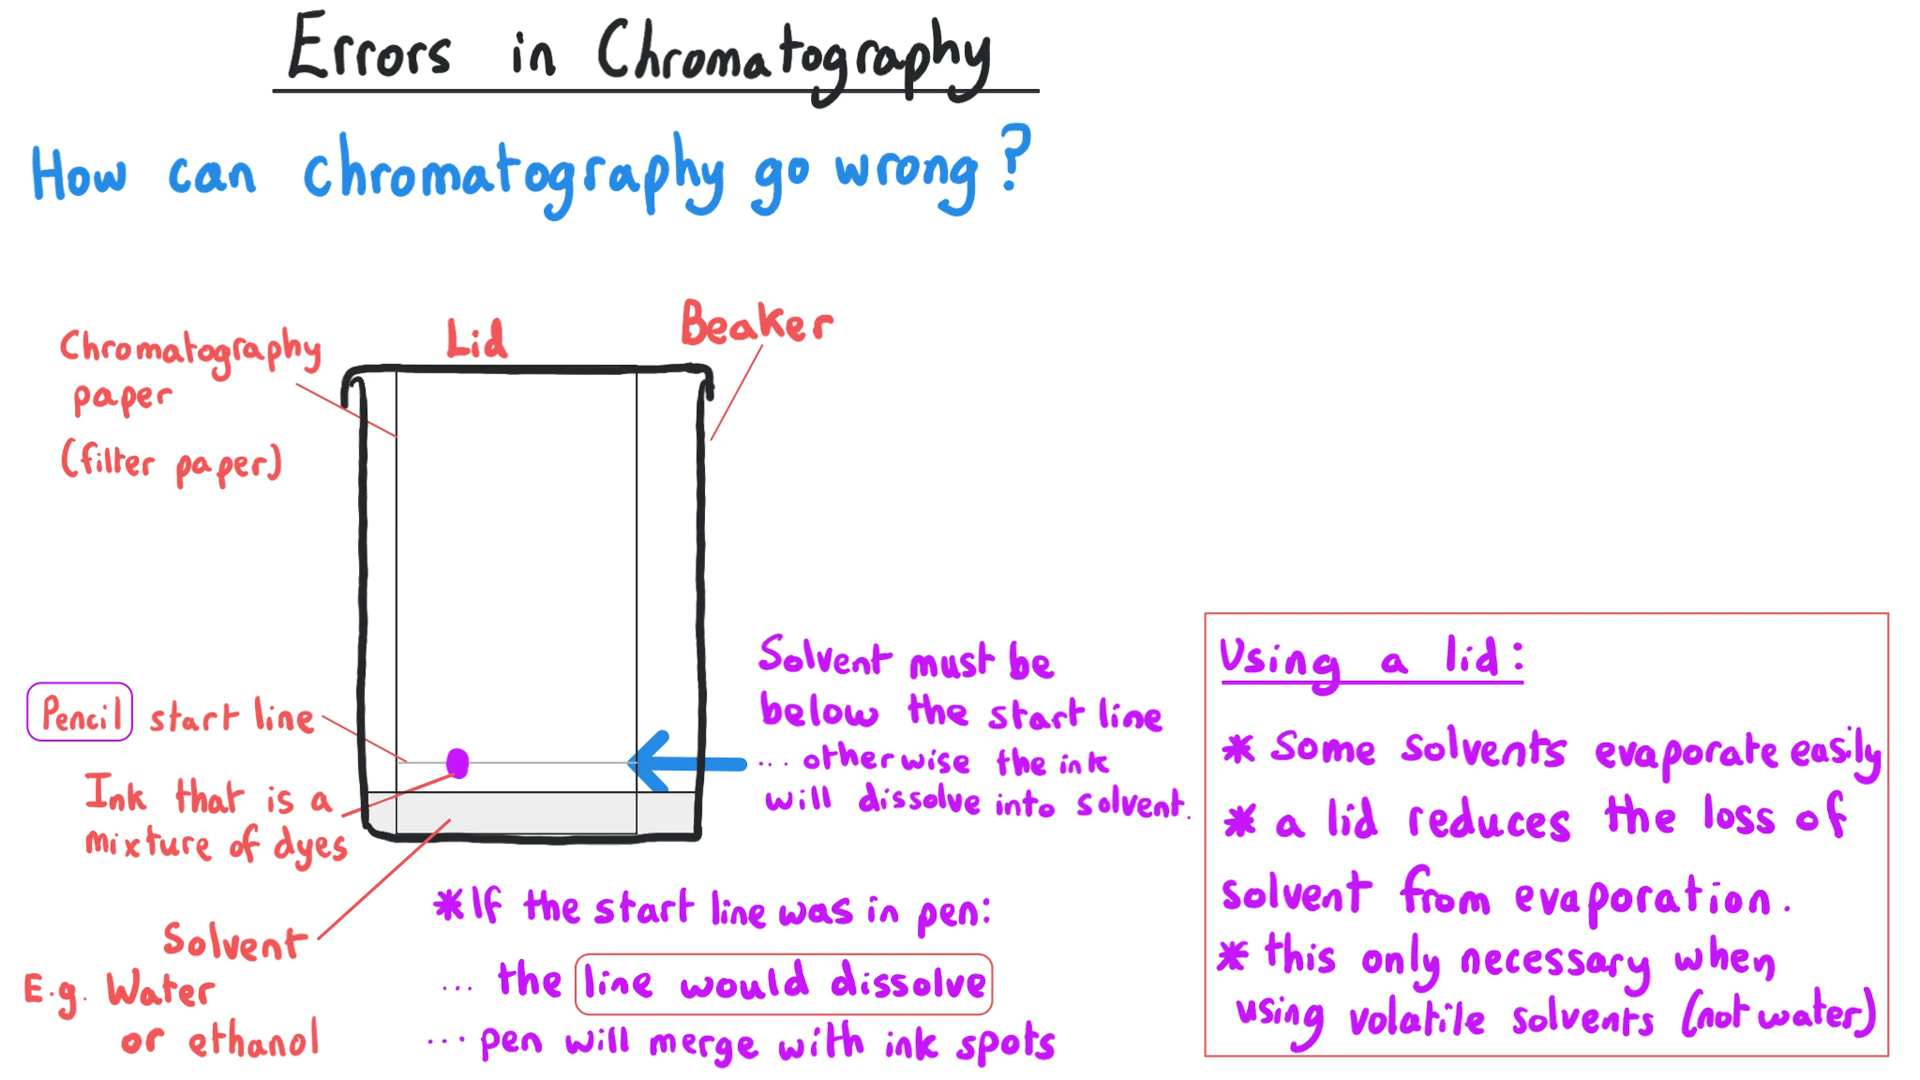 Errors in Chromatography
How can chromatography go wrong?
Chromatography
paper
(filter paper)
Lid
Beaker
Pencil start line
Ink that is a
mixture of dyes
Solvent
E.g. Water
or ethanol
Solvent must be
below the start line
... otherwise the ink
will dissolve into solvent.
*If the start line was in pen:
... the line would dissolve
... pen will merge with ink spots
Using a lid:
* some solvents evaporate easily
* a lid reduces the loss of
solvent from evaporation.
* this only necessary when
using volatile solvents (not water)